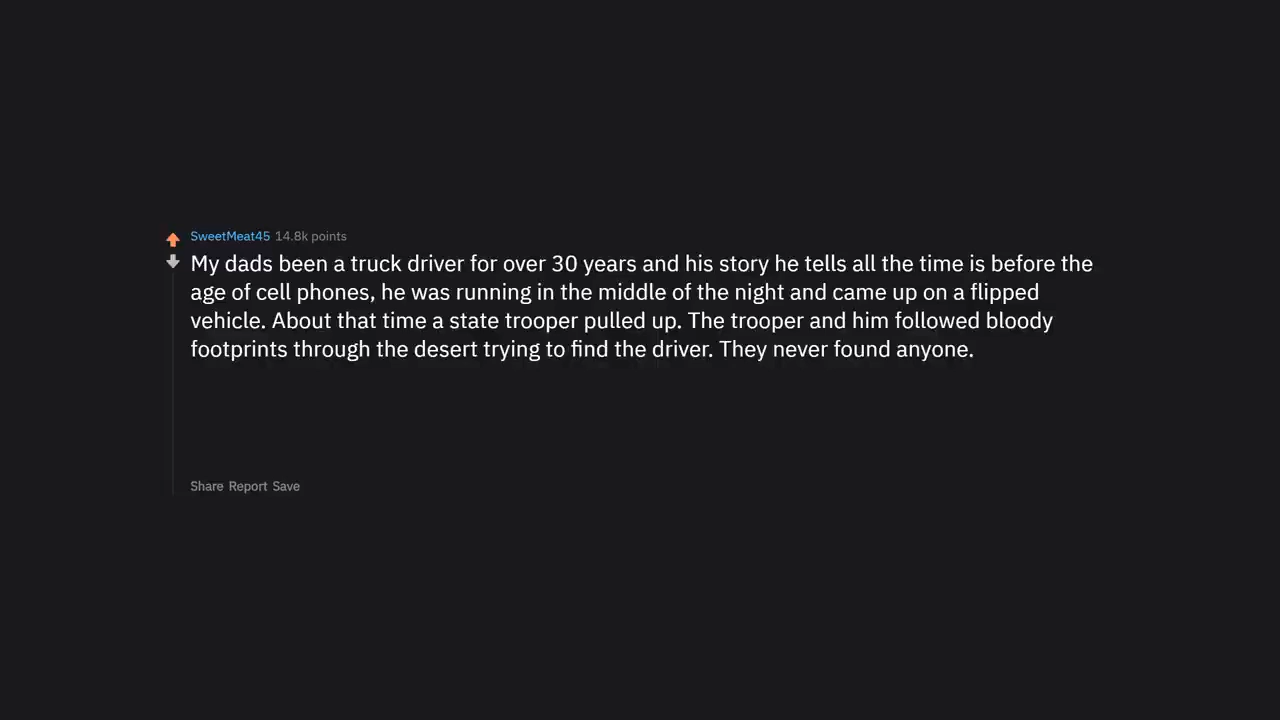 SweetMeat45 14.8k points
My dads been a truck driver for over 30 years and his story he tells all the time is before the
age of cell phones, he was running in the middle of the night and came up on a flipped
vehicle. About that time a state trooper pulled up. The trooper and him followed bloody
footprints through the desert trying to find the driver. They never found anyone.
Share Report Save